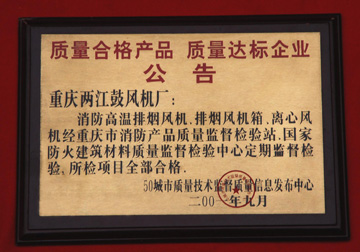 质量合格产品 质量达标企业
公告
重庆两江鼓风机厂:
消防高温排烟风机.排烟风机箱.离心风
机经重庆市消防产品质量监督检验站.国家
防火建筑材料质量监督检验中心定期监督检
验、所检项目全部合格.
50城市质量技术监督质量信息发布中心
二00一年九月